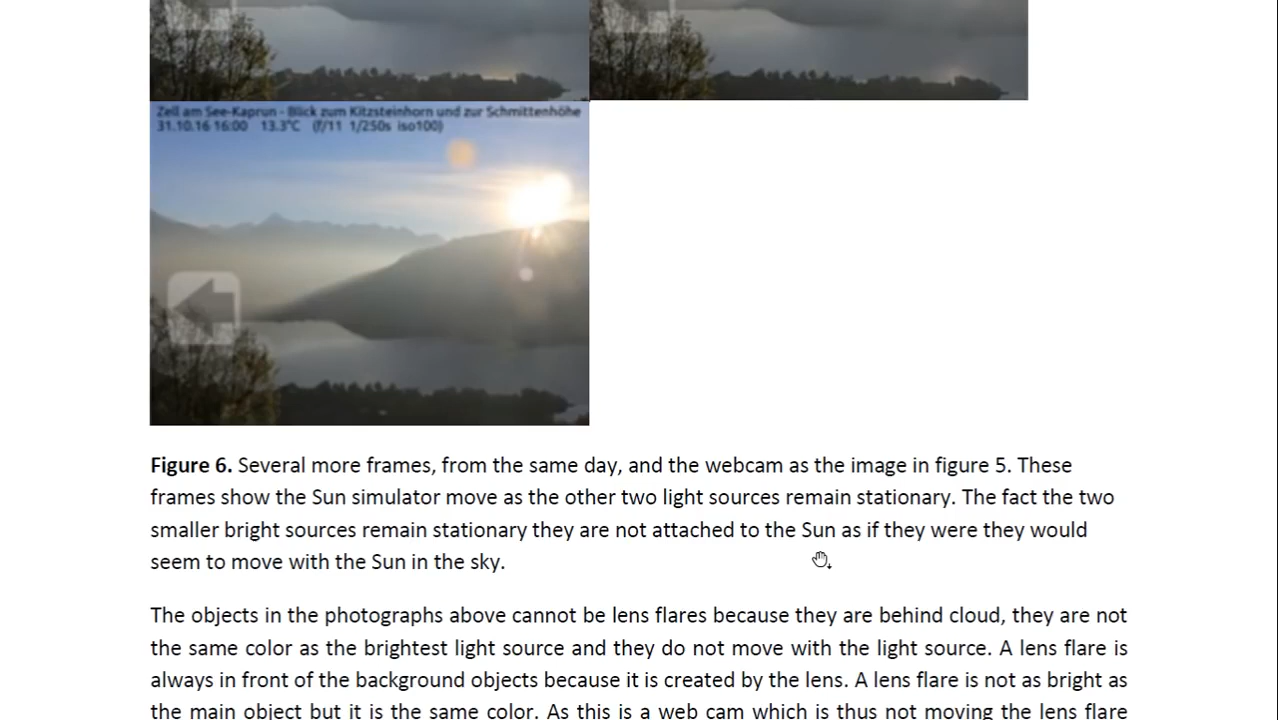 Zell am See-Kaprun - Blick zum Kitzsteinhorn und zur Schmittenhöhe
31.10.16 16:00 13.3°C (f/11 1/250s iso100)
Figure 6. Several more frames, from the same day, and the webcam as the image in figure 5. These
frames show the Sun simulator move as the other two light sources remain stationary. The fact the two
smaller bright sources remain stationary they are not attached to the Sun as if they were they would
seem to move with the Sun in the sky.
The objects in the photographs above cannot be lens flares because they are behind cloud, they are not
the same color as the brightest light source and they do not move with the light source. A lens flare is
always in front of the background objects because it is created by the lens. A lens flare is not as bright as
the main object but it is the same color. As this is a web cam which is thus not moving the lens flare